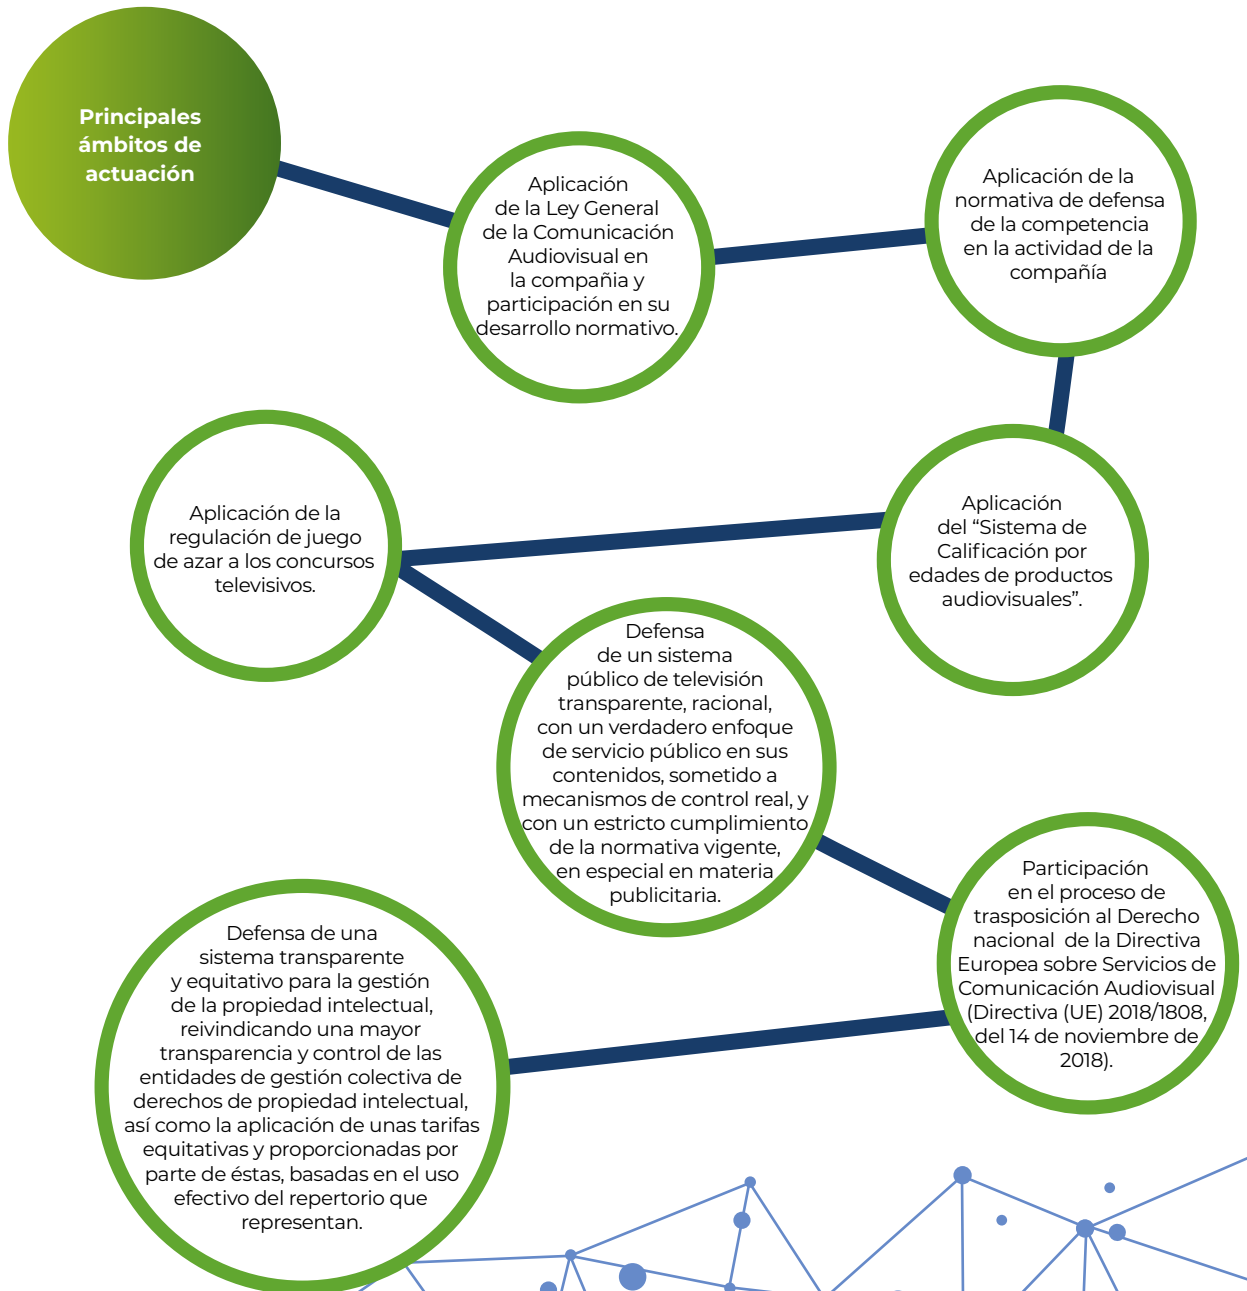 Principales
ámbitos de
actuación
Aplicación
de la Ley General
de la Comunicación
Audiovisual en
la compañia y
participación en su
desarrollo normativo.
Aplicación de la
normativa de defensa
de la competencia
en la actividad de la
compañía
Aplicación
del “Sistema de
Calificación por
edades de productos
audiovisuales”.
Aplicación de la
regulación de juego
de azar a los concursos
televisivos.
Defensa
de un sistema
público de televisión
transparente, racional,
con un verdadero enfoque
de servicio público en sus
contenidos, sometido a
mecanismos de control real, y
con un estricto cumplimiento
de la normativa vigente,
en especial en materia
publicitaria.
Participación
en el proceso de
trasposición al Derecho
nacional de la Directiva
Europea sobre Servicios de
Comunicación Audiovisual
(Directiva (UE) 2018/1808,
del 14 de noviembre de
2018).
Defensa de una
sistema transparente
y equitativo para la gestión
de la propiedad intelectual,
reivindicando una mayor
transparencia y control de las
entidades de gestión colectiva de
derechos de propiedad intelectual,
así como la aplicación de unas tarifas
equitativas y proporcionadas por
parte de éstas, basadas en el uso
efectivo del repertorio que
representan.